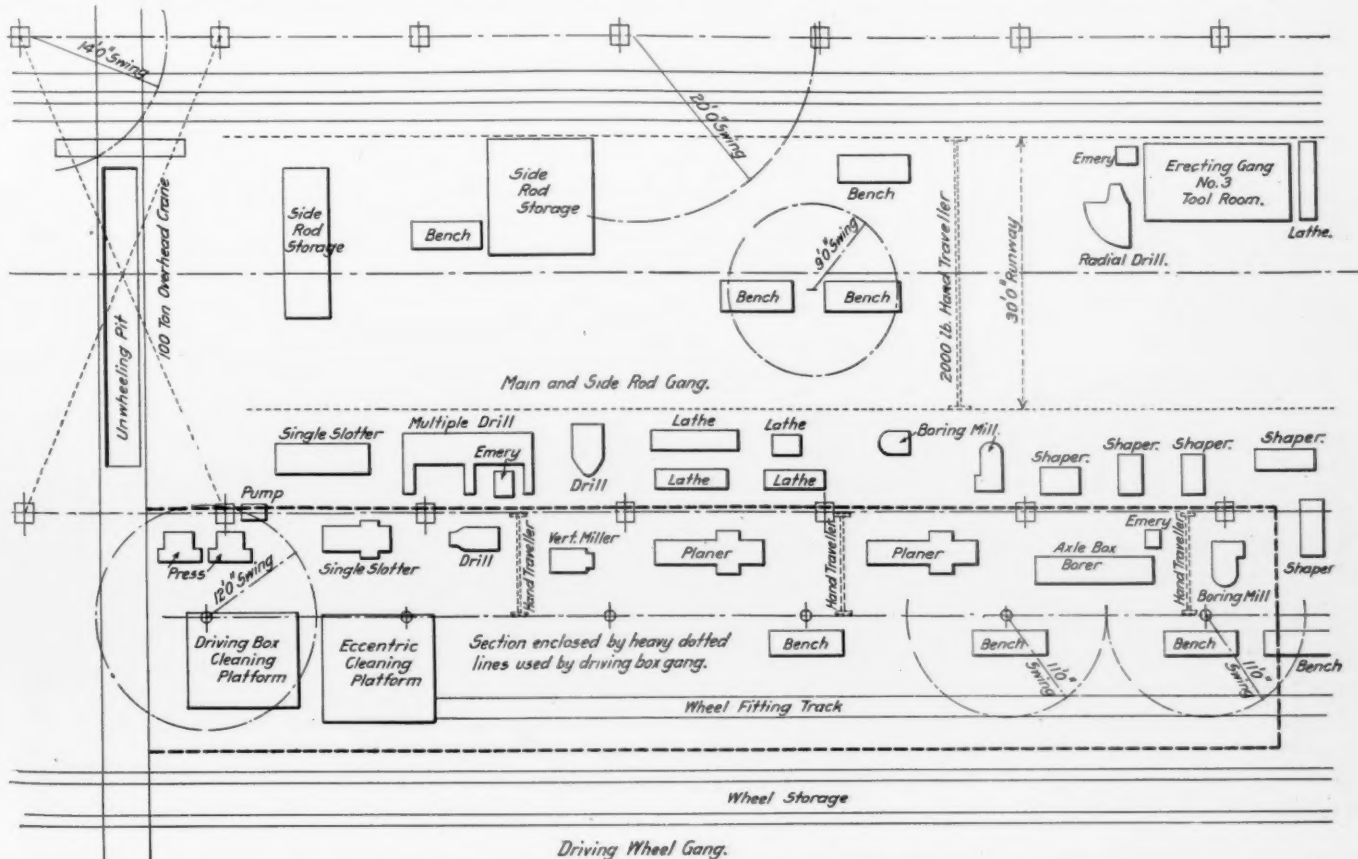 14'0" Swing
20'0" Swing
100 Ton Overhead Crane
Unwheeling Pit
Side
Rod
Storage
Side
Rod
Storage
Bench
Bench
9'0" Swing
Bench
Bench
2000 lb. Hand Traveller
30'0" Runway
Emery
Erecting Gang
No.3
Tool Room.
Lathe.
Radial Drill.
Main and Side Rod Gang.
Single Slotter
Multiple Drill
Emery
Drill
Lathe
Lathe
Lathe
Lathe
Boring Mill.
Shaper.
Shaper.
Shaper.
Shaper.
Pump
Press
12'0" Swing
Single Slotter
Drill
Hand Traveller
Vert. Miller
Planer
Hand Traveller
Planer
Emery
Axle Box
Borer
Hand Traveller
Boring Mill
Shaper
Driving Box
Cleaning
Platform
Eccentric
Cleaning
Platform
Section enclosed by heavy dotted
lines used by driving box gang.
Bench
Bench
11'0"
Swing
Bench
11'0"
Swing
Bench
Wheel Fitting Track
Wheel Storage
Driving Wheel Gang.